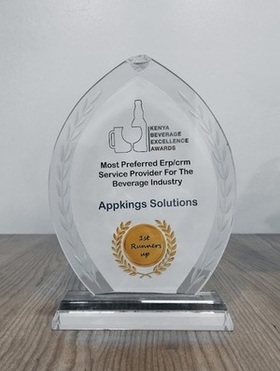 KENYA
BEVERAGE
EXCELLENCE
AWARDS
Most Preferred Erp/crm
Service Provider For The
Beverage Industry
Appkings Solutions
1st
Runners
up